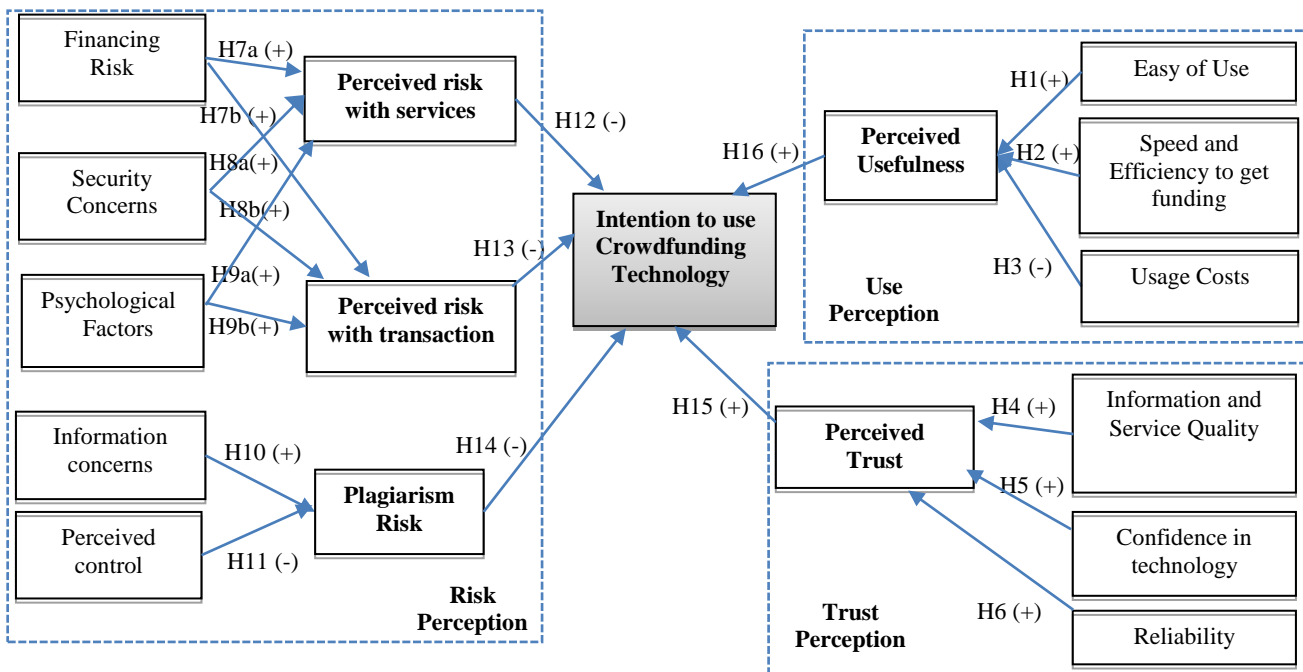 Financing
Risk
H7a (+)
Perceived risk
with services
H7b (+)
H8a(+)
Security
Concerns
H8b(+)
H9a(+)
Psychological
Factors
H9b(+)
Perceived risk
with transaction
Information
concerns
H10 (+)
Plagiarism
Risk
Perceived
control
H11 (-)
Risk
Perception
H12 (-)
H13 (-)
H14 (-)
Intention to use
Crowdfunding
Technology
H16 (+)
H15 (+)
Perceived
Usefulness
H1(+)
H2 (+)
H3 (-)
Easy of Use
Speed and
Efficiency to get
funding
Usage Costs
Use
Perception
Perceived
Trust
H4 (+)
H5 (+)
H6 (+)
Information and
Service Quality
Confidence in
technology
Reliability
Trust
Perception